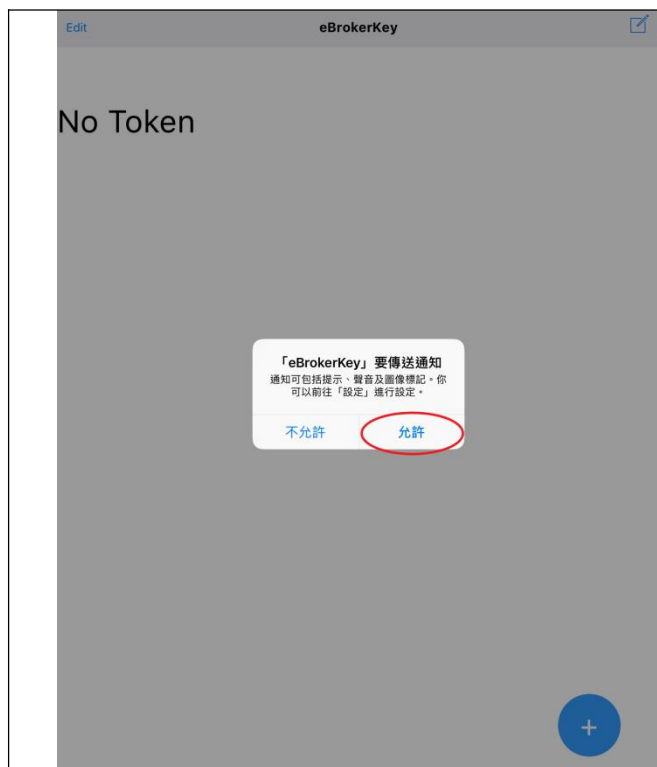 Edit
eBrokerKey
No Token
「eBrokerKey」要傳送通知
通知可包括提示、聲音及圖像標記。你
可以前往「設定」進行設定。
不允許
允許
+